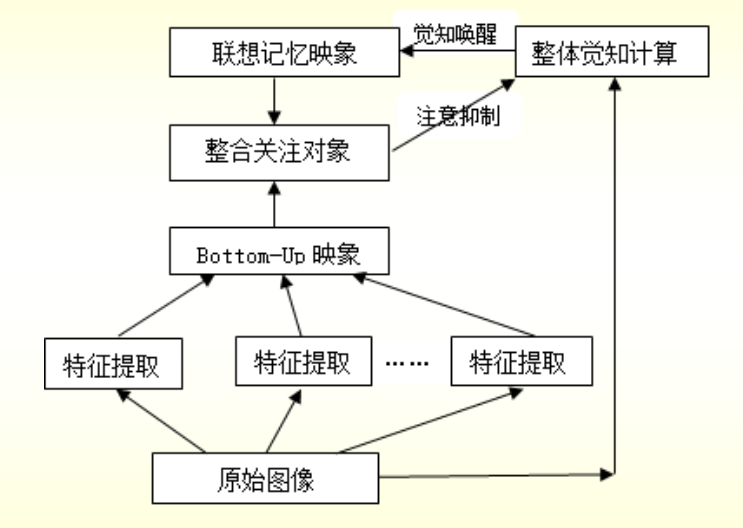 觉知唤醒
联想记忆映象
整体觉知计算
注意抑制
整合关注对象
Bottom-Up 映象
特征提取
特征提取
……
特征提取
原始图像